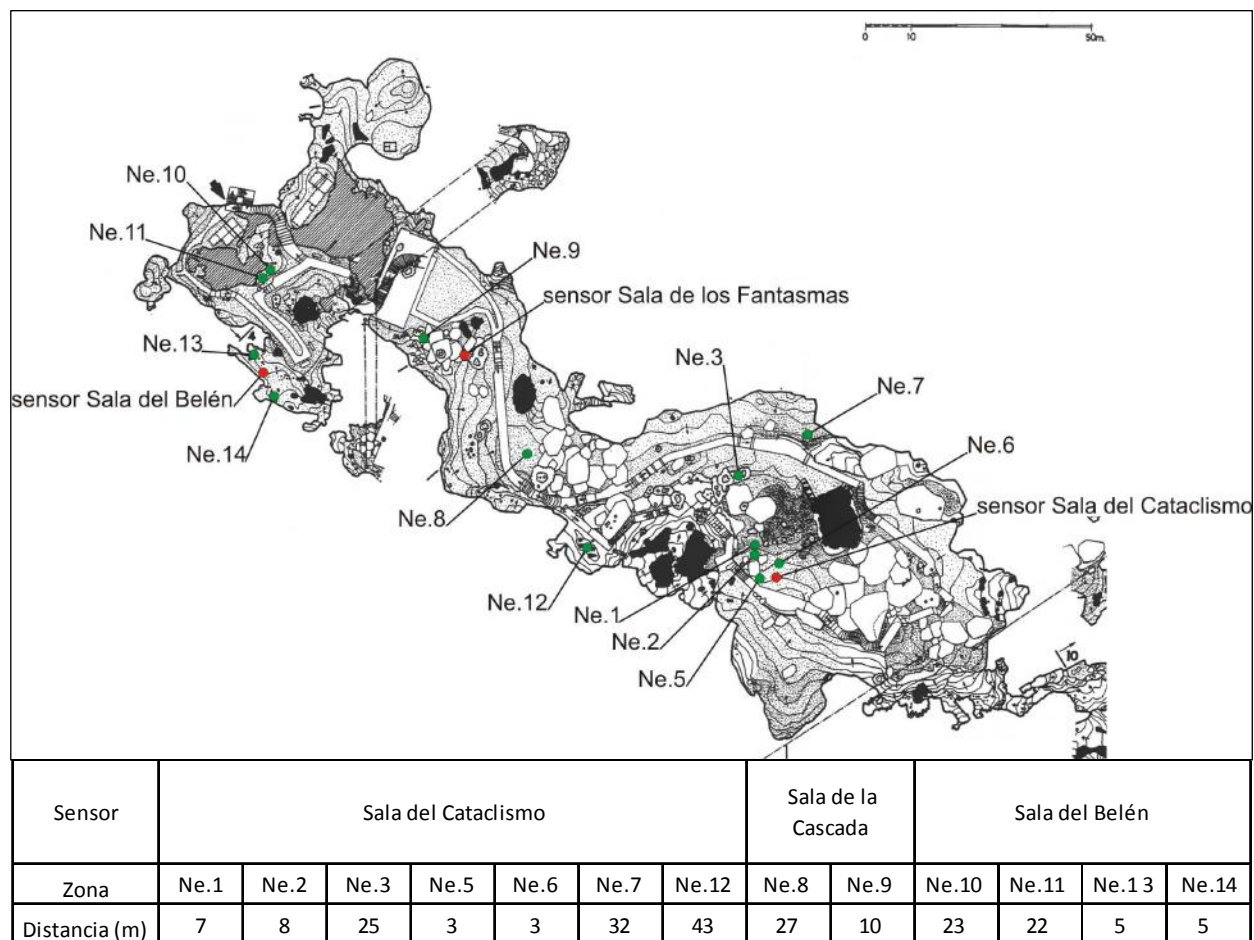 0 10 50m.
Ne.10
Ne.11
Ne.9
sensor Sala de los Fantasmas
Ne.13
Ne.3
Ne.7
sensor Sala del Belén
Ne.6
Ne.14
sensor Sala del Cataclismo
Ne.8
Ne.12
Ne.1
Ne.2
Ne.5
4
10
Sensor Sala del Cataclismo Sala de la Cascada Sala del Belén
Zona Ne.1 Ne.2 Ne.3 Ne.5 Ne.6 Ne.7 Ne.12 Ne.8 Ne.9 Ne.10 Ne.11 Ne.1 3 Ne.14
Distancia (m) 7 8 25 3 3 32 43 27 10 23 22 5 5